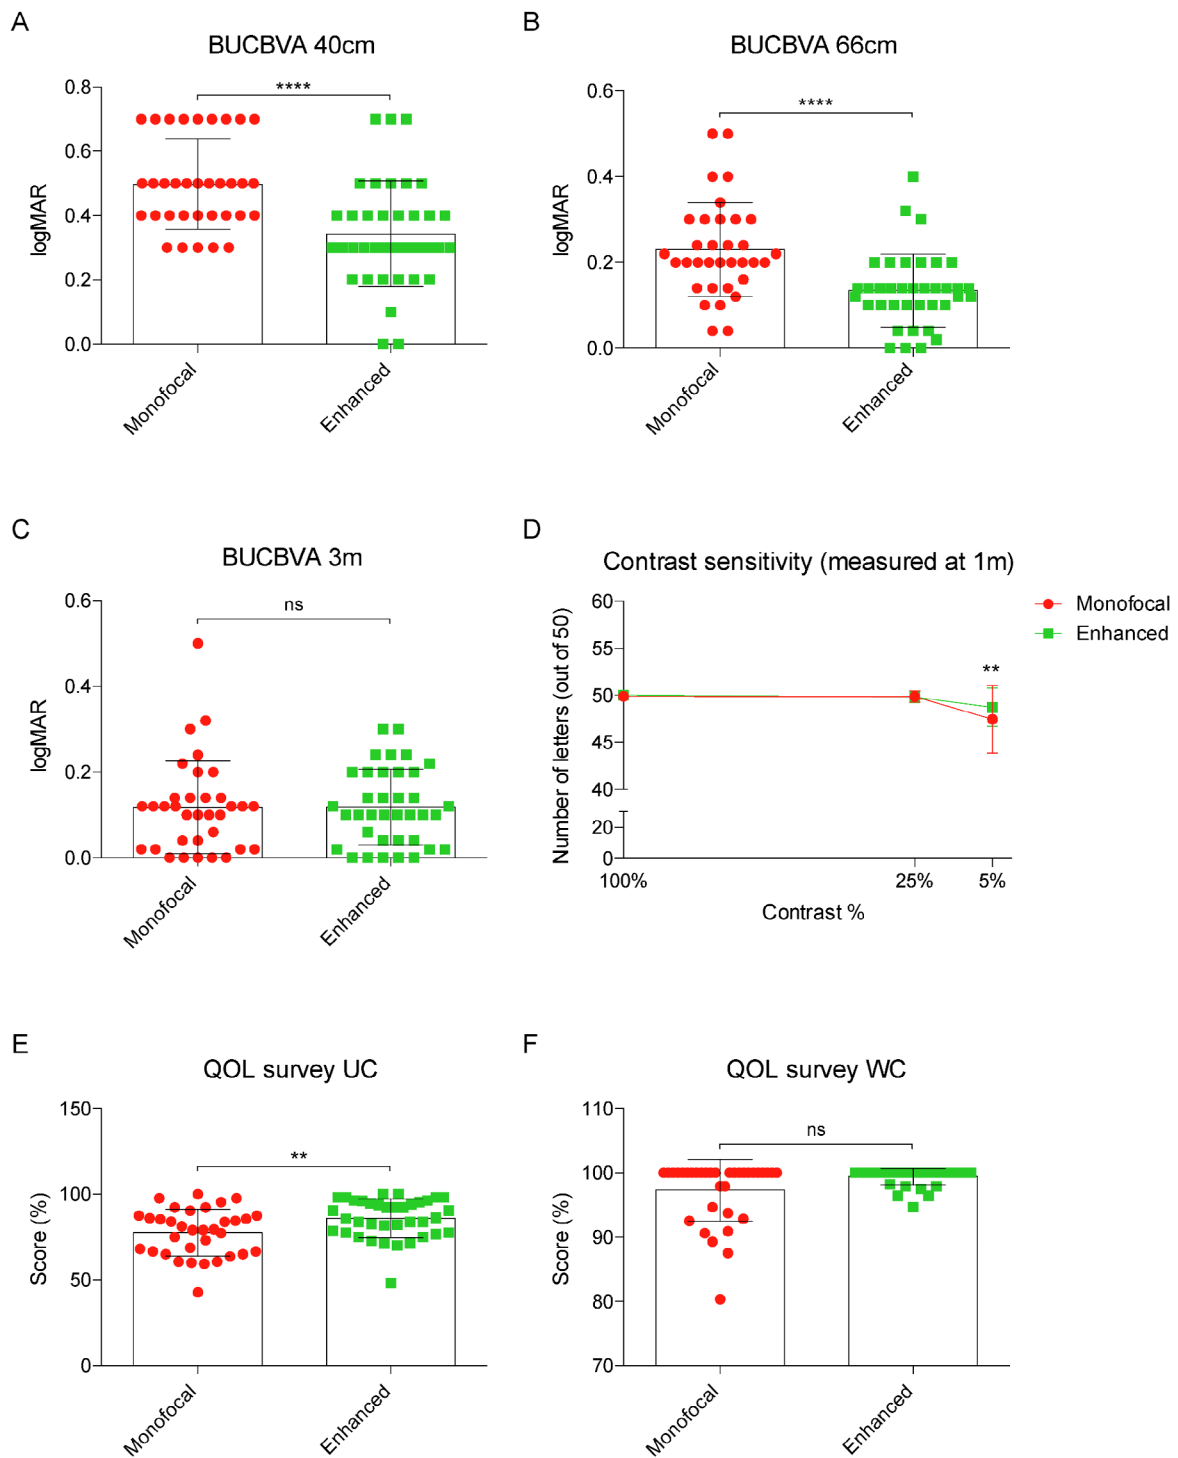 A
BUCBVA 40cm
logMAR
0.8
0.6
0.4
0.2
0.0
****
Monofocal
Enhanced
B
BUCBVA 66cm
logMAR
0.6
0.4
0.2
0.0
****
Monofocal
Enhanced
C
BUCBVA 3m
logMAR
0.6
0.4
0.2
0.0
ns
Monofocal
Enhanced
D
Contrast sensitivity (measured at 1m)
Number of letters (out of 50)
60
55
50
45
40
20
0
**
100%
25%
5%
Contrast %
Monofocal
Enhanced
E
QOL survey UC
Score (%)
150
100
50
0
**
Monofocal
Enhanced
F
QOL survey WC
Score (%)
110
100
90
80
70
ns
Monofocal
Enhanced